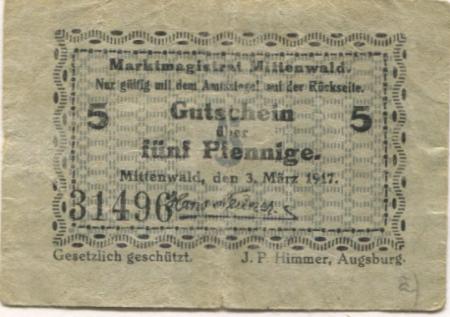 Marktmagistrat Mittenwald.
Nur gültig mit dem Amtssiegel auf der Rückseite.
5 Gutschein 5
über
fünf Pfennige.
Mittenwald, den 3. März 1917.
31496
Gesetzlich geschützt. J. P. Himmer, Augsburg.